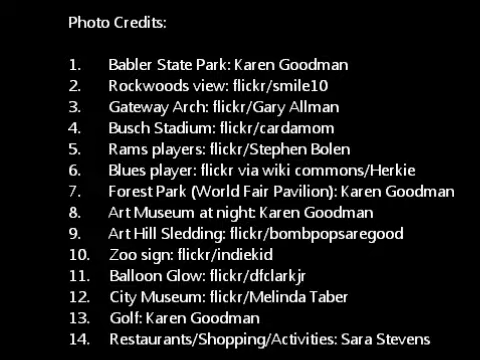 Photo Credits:
1. Babler State Park: Karen Goodman
2. Rockwoods view: flickr/smile10
3. Gateway Arch: flickr/Gary Allman
4. Busch Stadium: flickr/cardamom
5. Rams players: flickr/Stephen Bolen
6. Blues player: flickr via wiki commons/Herkie
7. Forest Park (World Fair Pavilion): Karen Goodman
8. Art Museum at night: Karen Goodman
9. Art Hill Sledding: flickr/bombpopsaregood
10. Zoo sign: flickr/indiekid
11. Balloon Glow: flickr/dfclarkjr
12. City Museum: flickr/Melinda Taber
13. Golf: Karen Goodman
14. Restaurants/Shopping/Activities: Sara Stevens